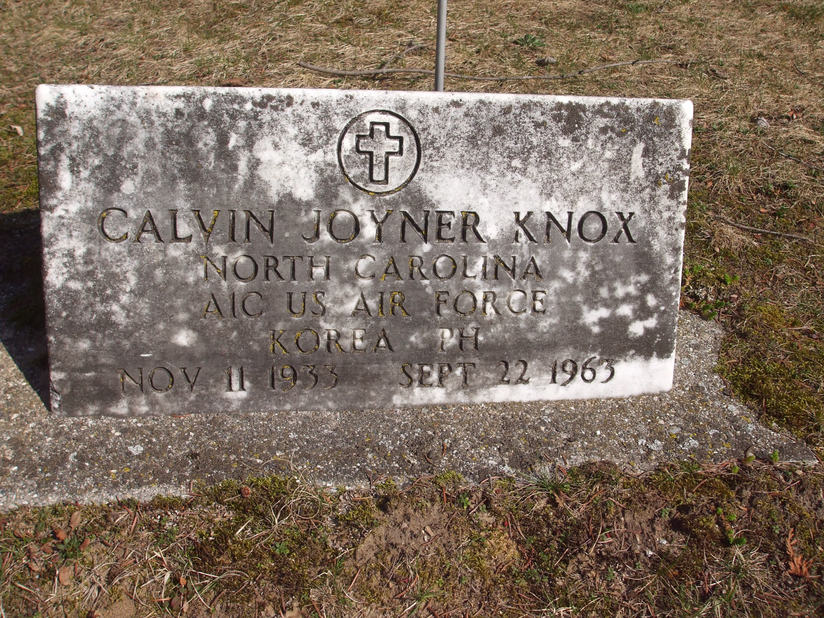 CALVIN JOYNER KNOX
NORTH CAROLINA
A1C US AIR FORCE
KOREA PH
NOV 11 1933 SEPT 22 1963